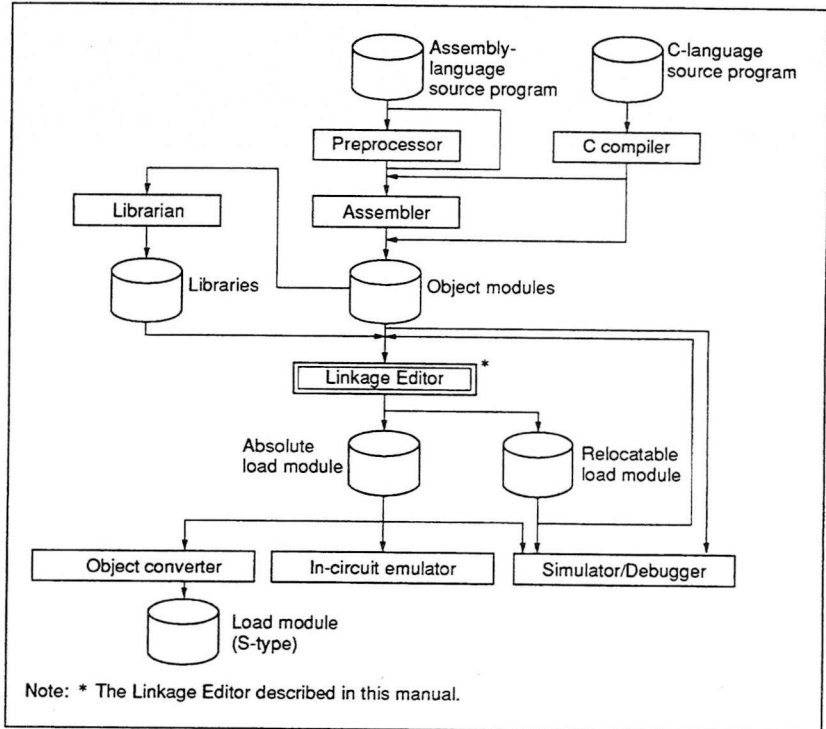 Assembly-
language
source program
C-language
source program
Preprocessor
C compiler
Librarian
Assembler
Libraries
Object modules
Linkage Editor
*
Absolute
load module
Relocatable
load module
Object converter
In-circuit emulator
Simulator/Debugger
Load module
(S-type)
Note: * The Linkage Editor described in this manual.